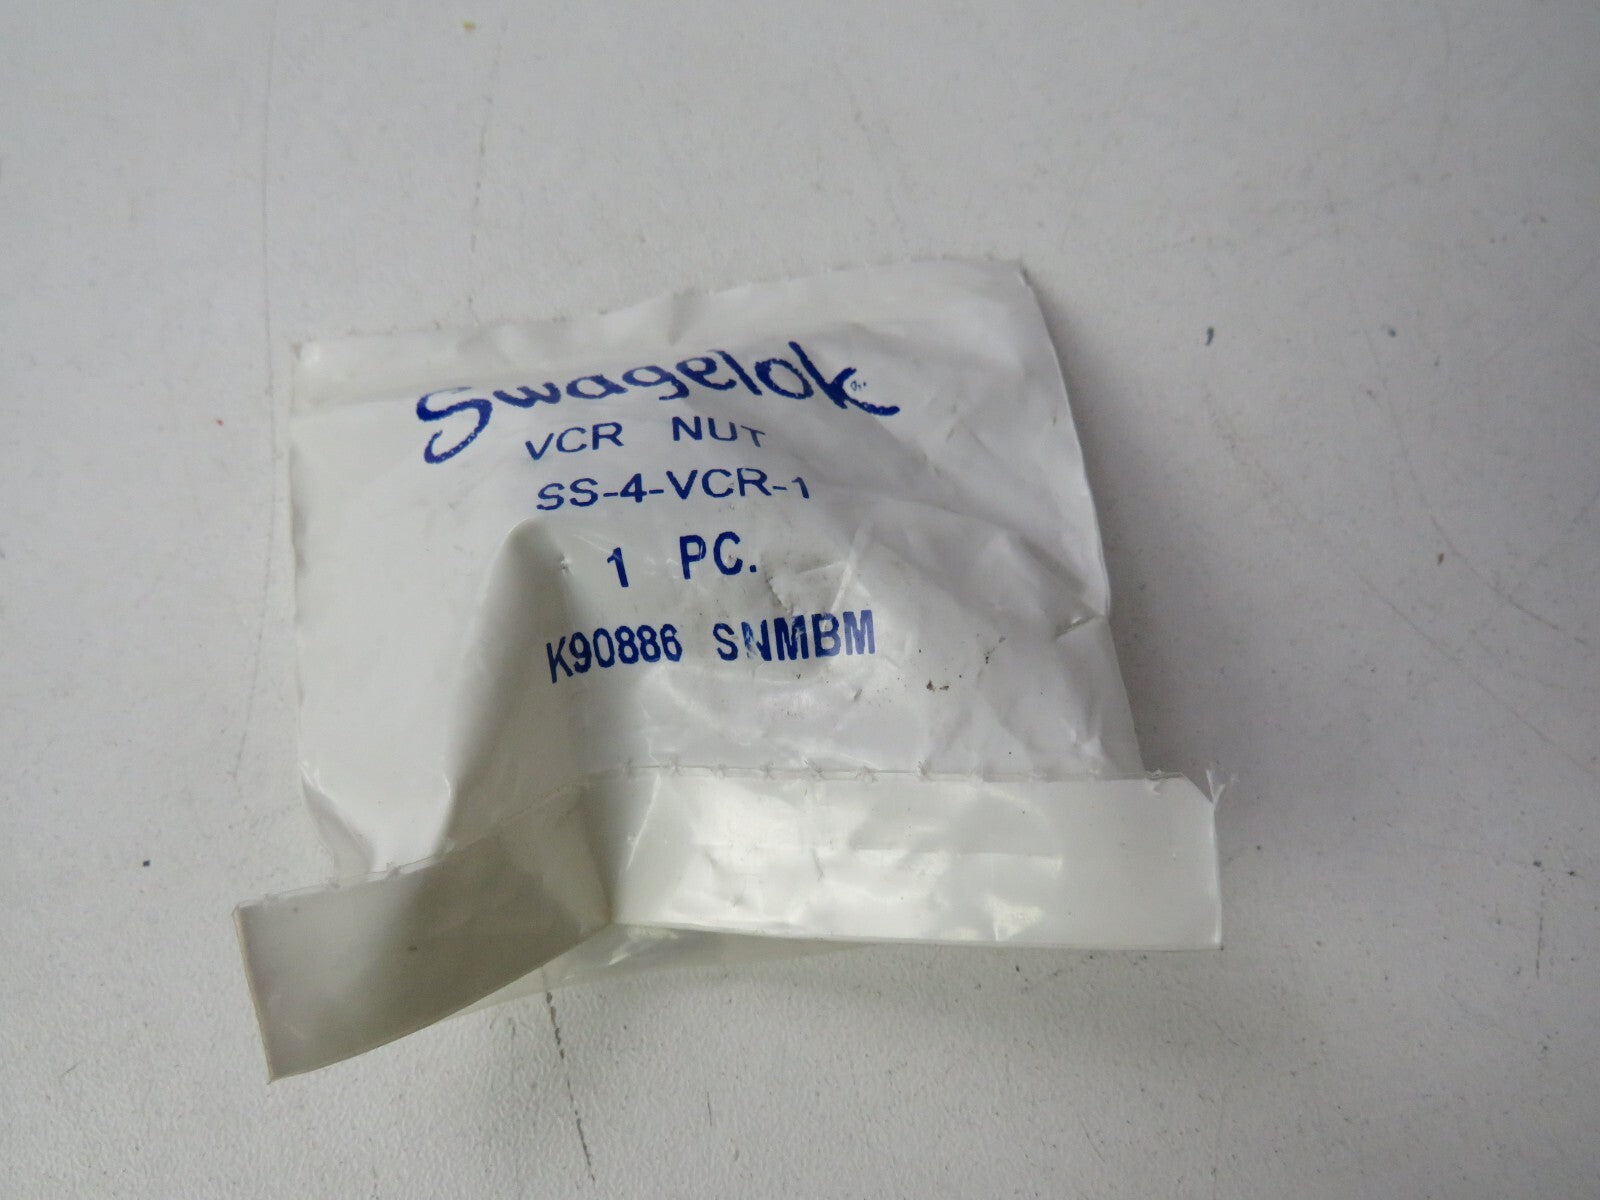 Swagelok
VCR NUT
SS-4-VCR-1
1 PC.
K90886 SNMBM